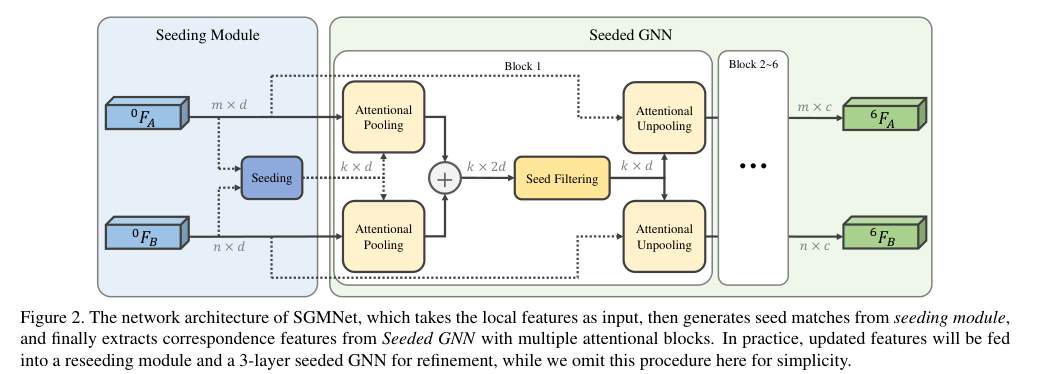 Seeding Module
Seeded GNN
Block 1
Block 2~6
⁰F_A
m × d
Attentional
Pooling
Attentional
Unpooling
m × c
⁶F_A
Seeding
k × d
+
k × 2d
Seed Filtering
k × d
...
⁰F_B
n × d
Attentional
Pooling
Attentional
Unpooling
n × c
⁶F_B
Figure 2. The network architecture of SGMNet, which takes the local features as input, then generates seed matches from seeding module,
and finally extracts correspondence features from Seeded GNN with multiple attentional blocks. In practice, updated features will be fed
into a reseeding module and a 3-layer seeded GNN for refinement, while we omit this procedure here for simplicity.